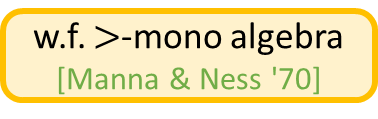 w.f. >-mono algebra
[Manna & Ness '70]